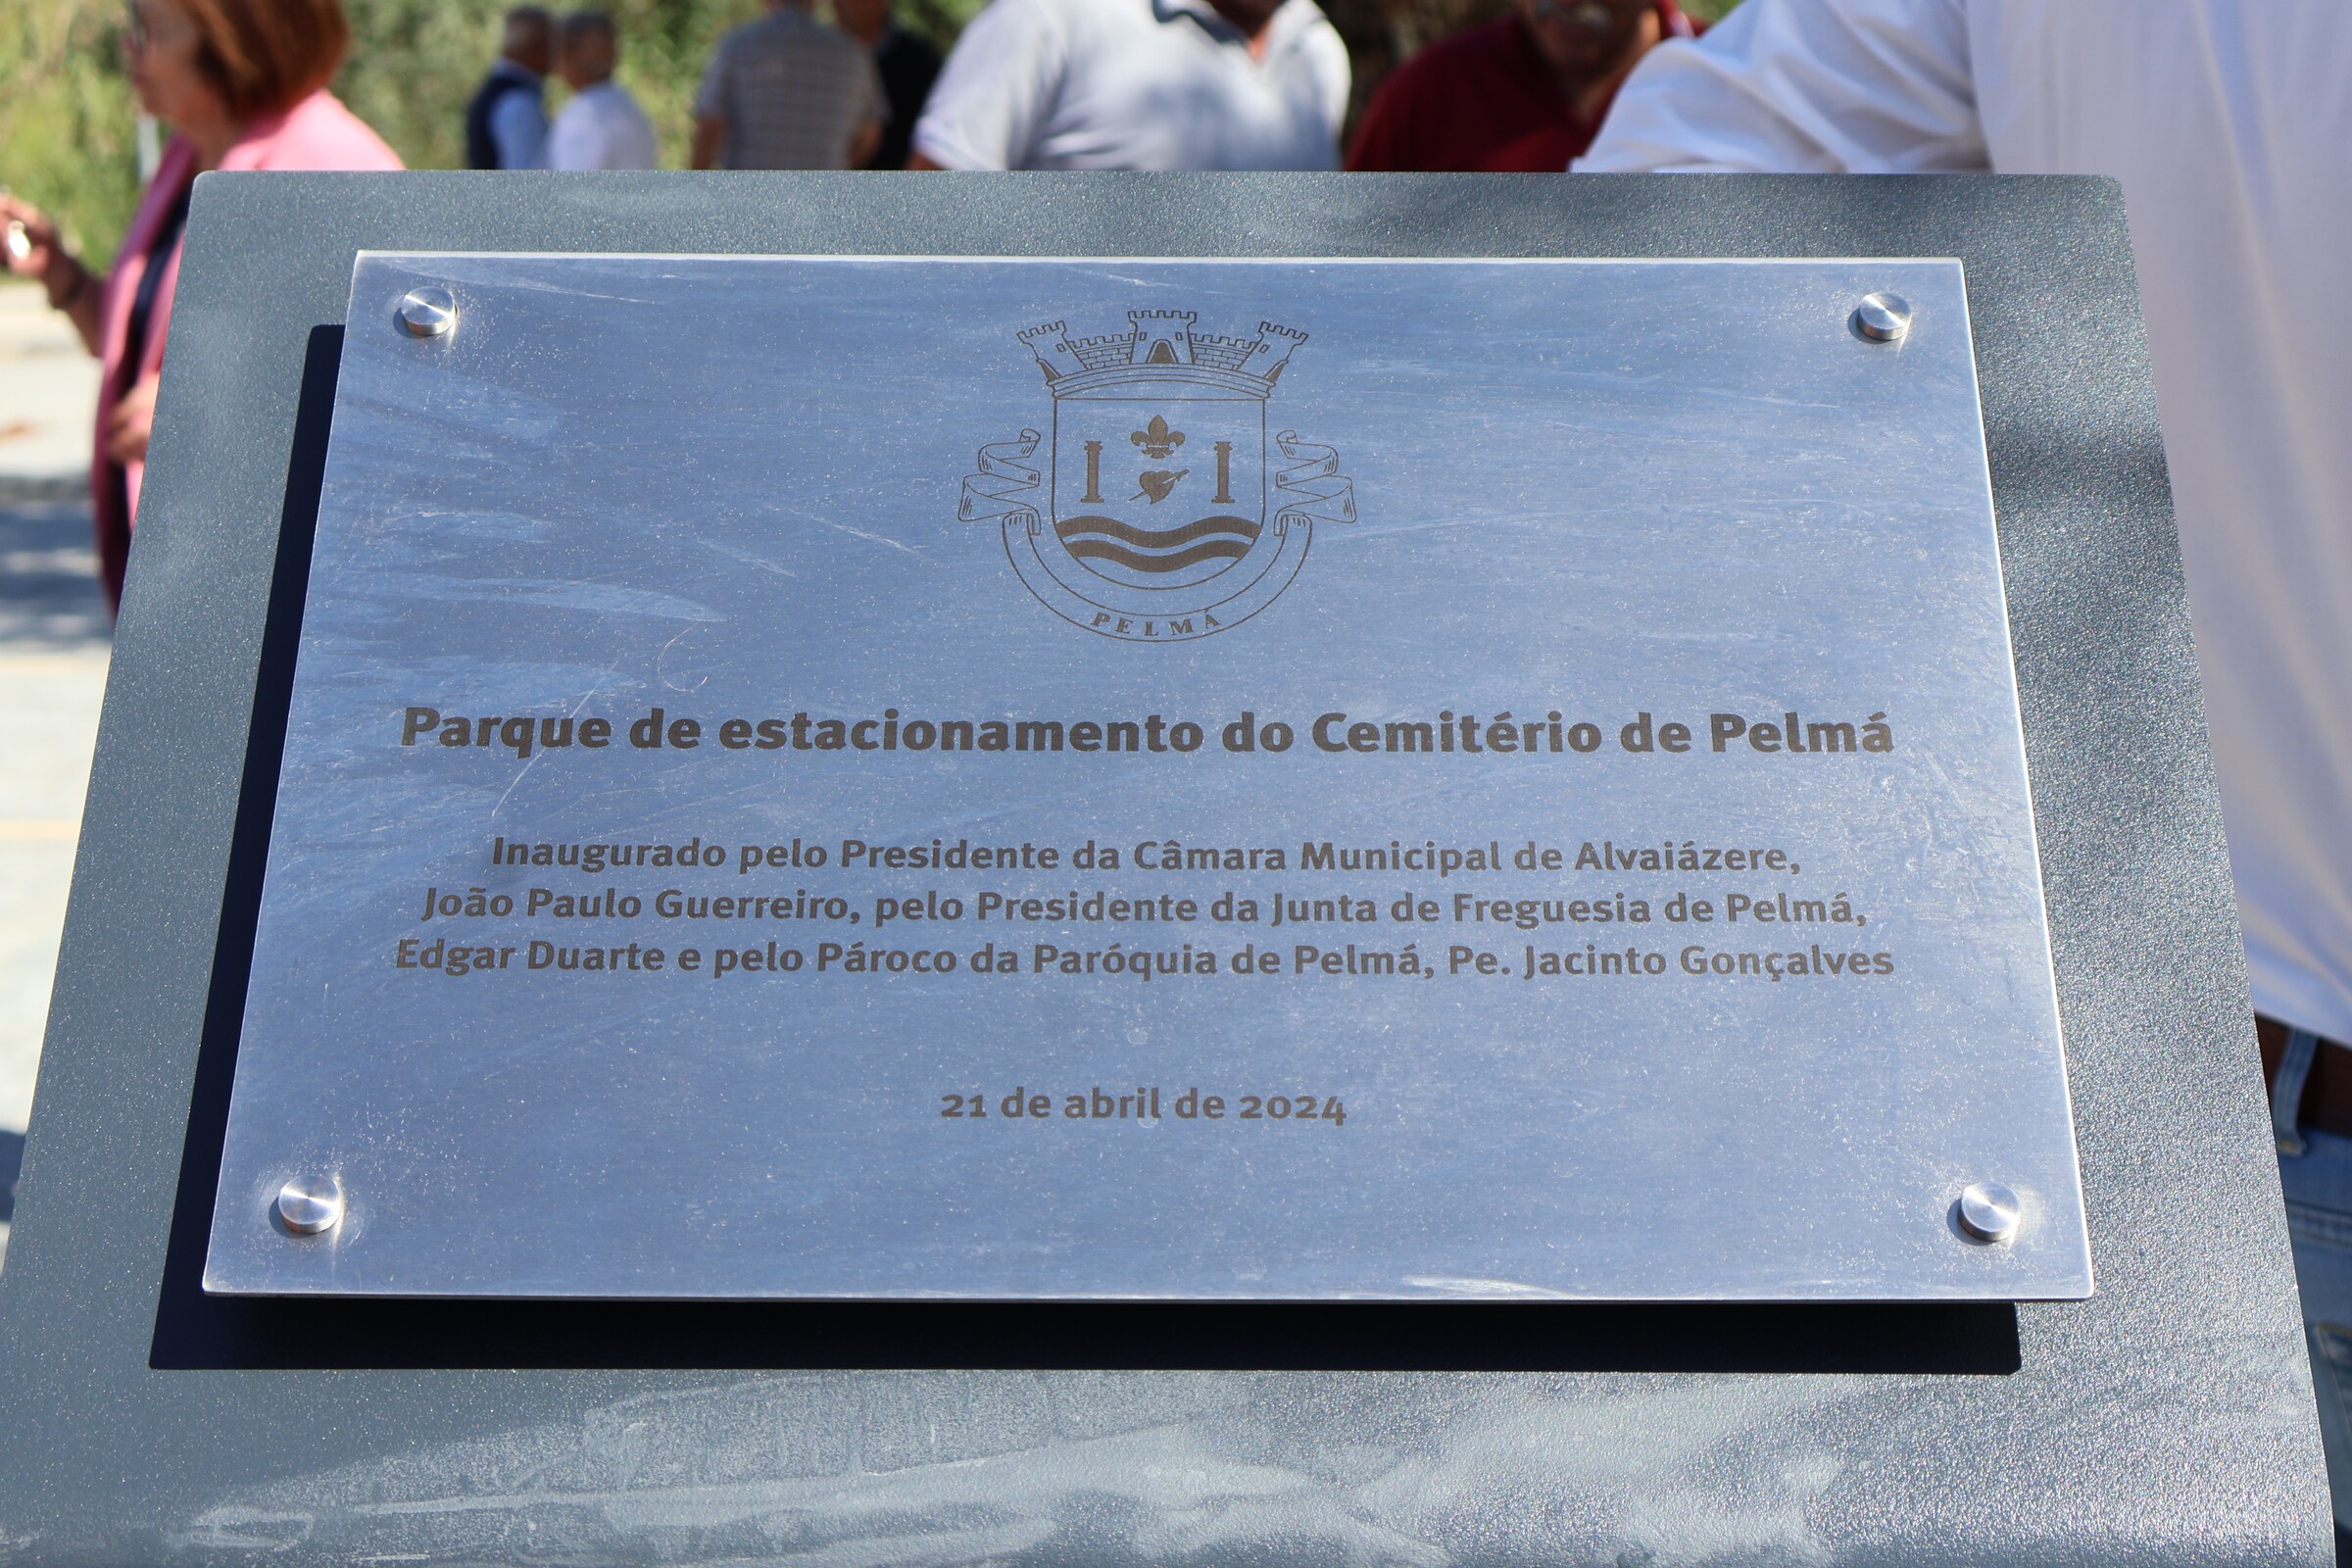 PELMÁ
Parque de estacionamento do Cemitério de Pelmá
Inaugurado pelo Presidente da Câmara Municipal de Alvaiázere,
João Paulo Guerreiro, pelo Presidente da Junta de Freguesia de Pelmá,
Edgar Duarte e pelo Pároco da Paróquia de Pelmá, Pe. Jacinto Gonçalves
21 de abril de 2024